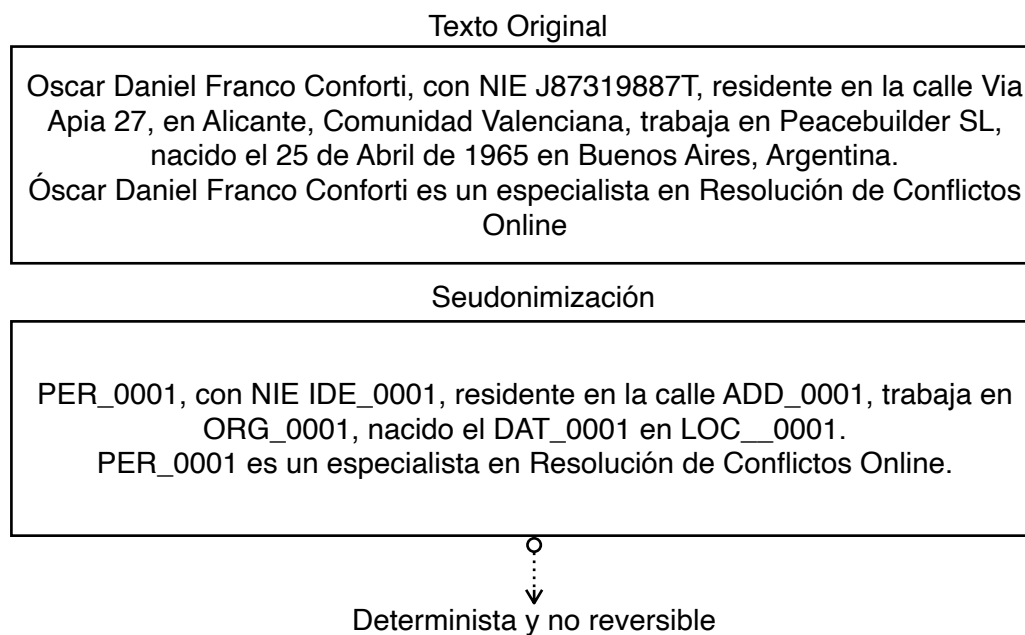 Texto Original
Oscar Daniel Franco Conforti, con NIE J87319887T, residente en la calle Via
Apia 27, en Alicante, Comunidad Valenciana, trabaja en Peacebuilder SL,
nacido el 25 de Abril de 1965 en Buenos Aires, Argentina.
Óscar Daniel Franco Conforti es un especialista en Resolución de Conflictos
Online
Seudonimización
PER_0001, con NIE IDE_0001, residente en la calle ADD_0001, trabaja en
ORG_0001, nacido el DAT_0001 en LOC__0001.
PER_0001 es un especialista en Resolución de Conflictos Online.
Determinista y no reversible